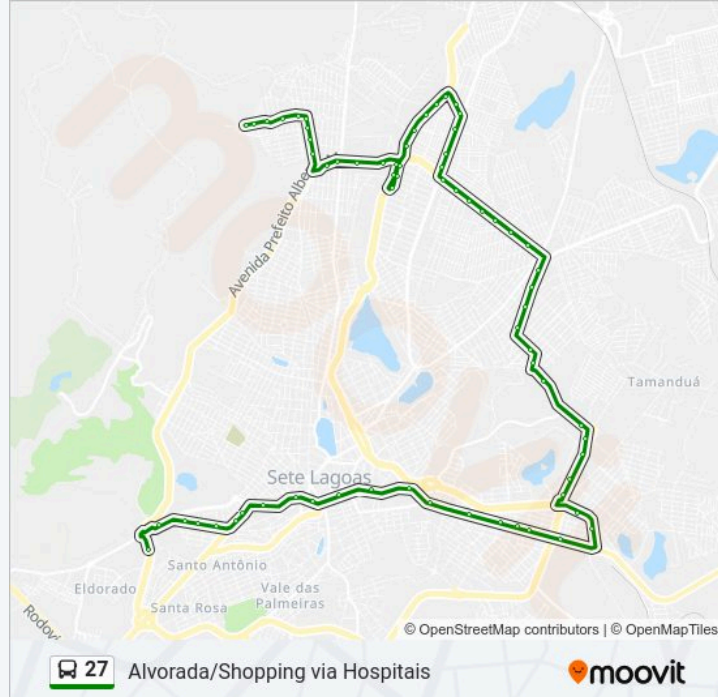 Avenida Prefeito Albe
Tamanduá
Sete Lagoas
Santo Antônio
Eldorado
Vale das
Palmeiras
Santa Rosa
Rodovi
© OpenStreetMap contributors | © OpenMapTiles
27 Alvorada/Shopping via Hospitais
moovit
moovit